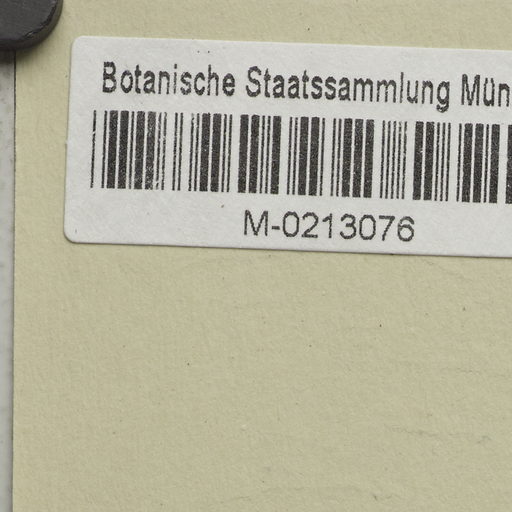 Botanische Staatssammlung Mün
M-0213076